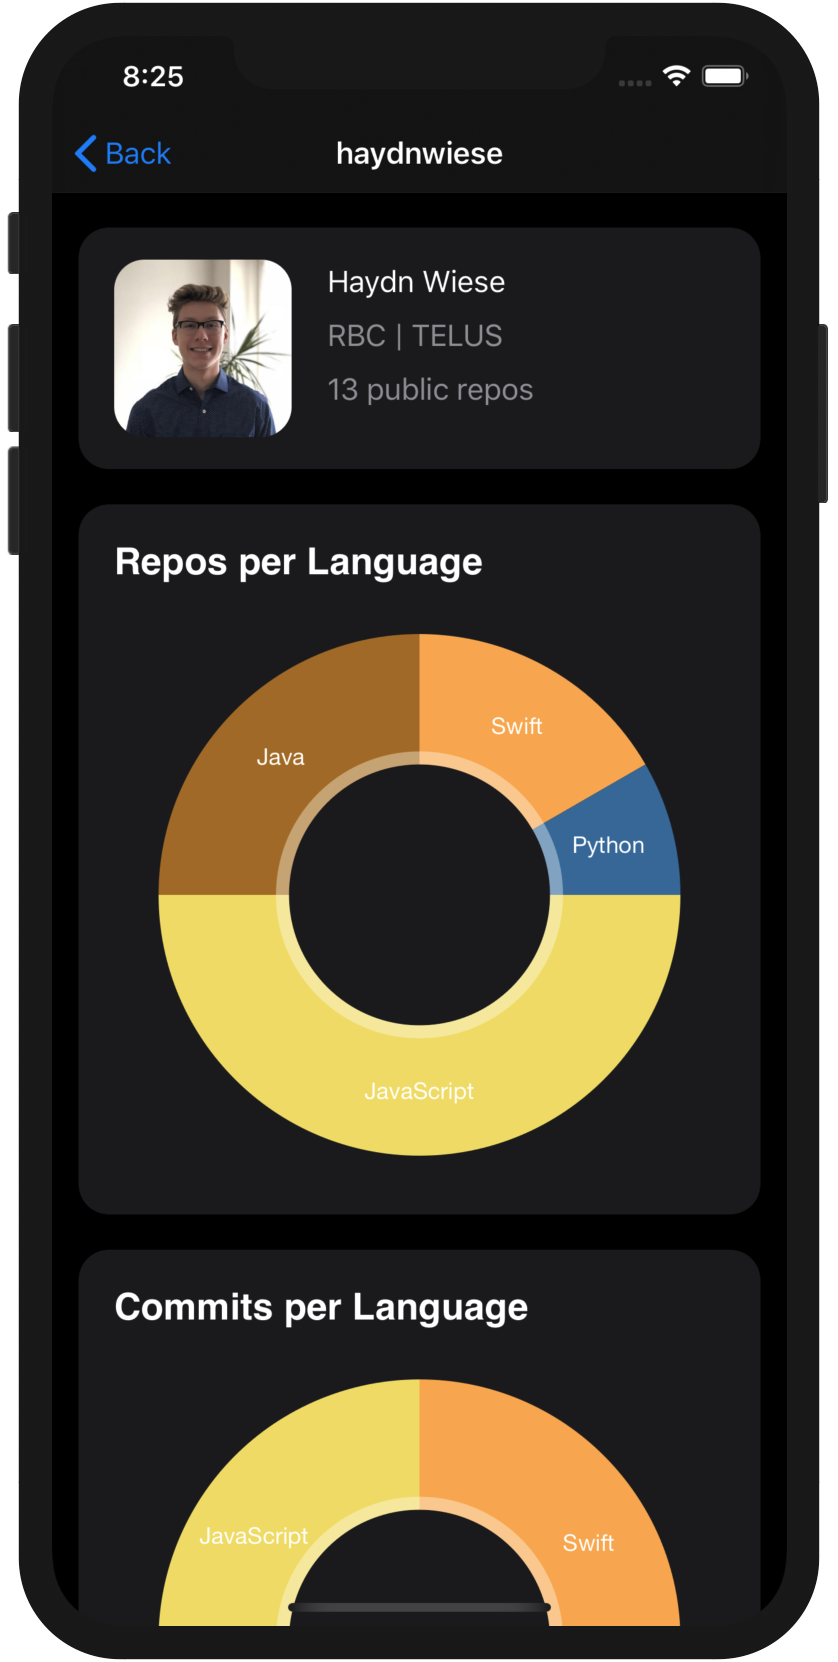 8:25
Back
haydnwiese
Haydn Wiese
RBC | TELUS
13 public repos
Repos per Language
Swift
Java
Python
JavaScript
Commits per Language
JavaScript
Swift